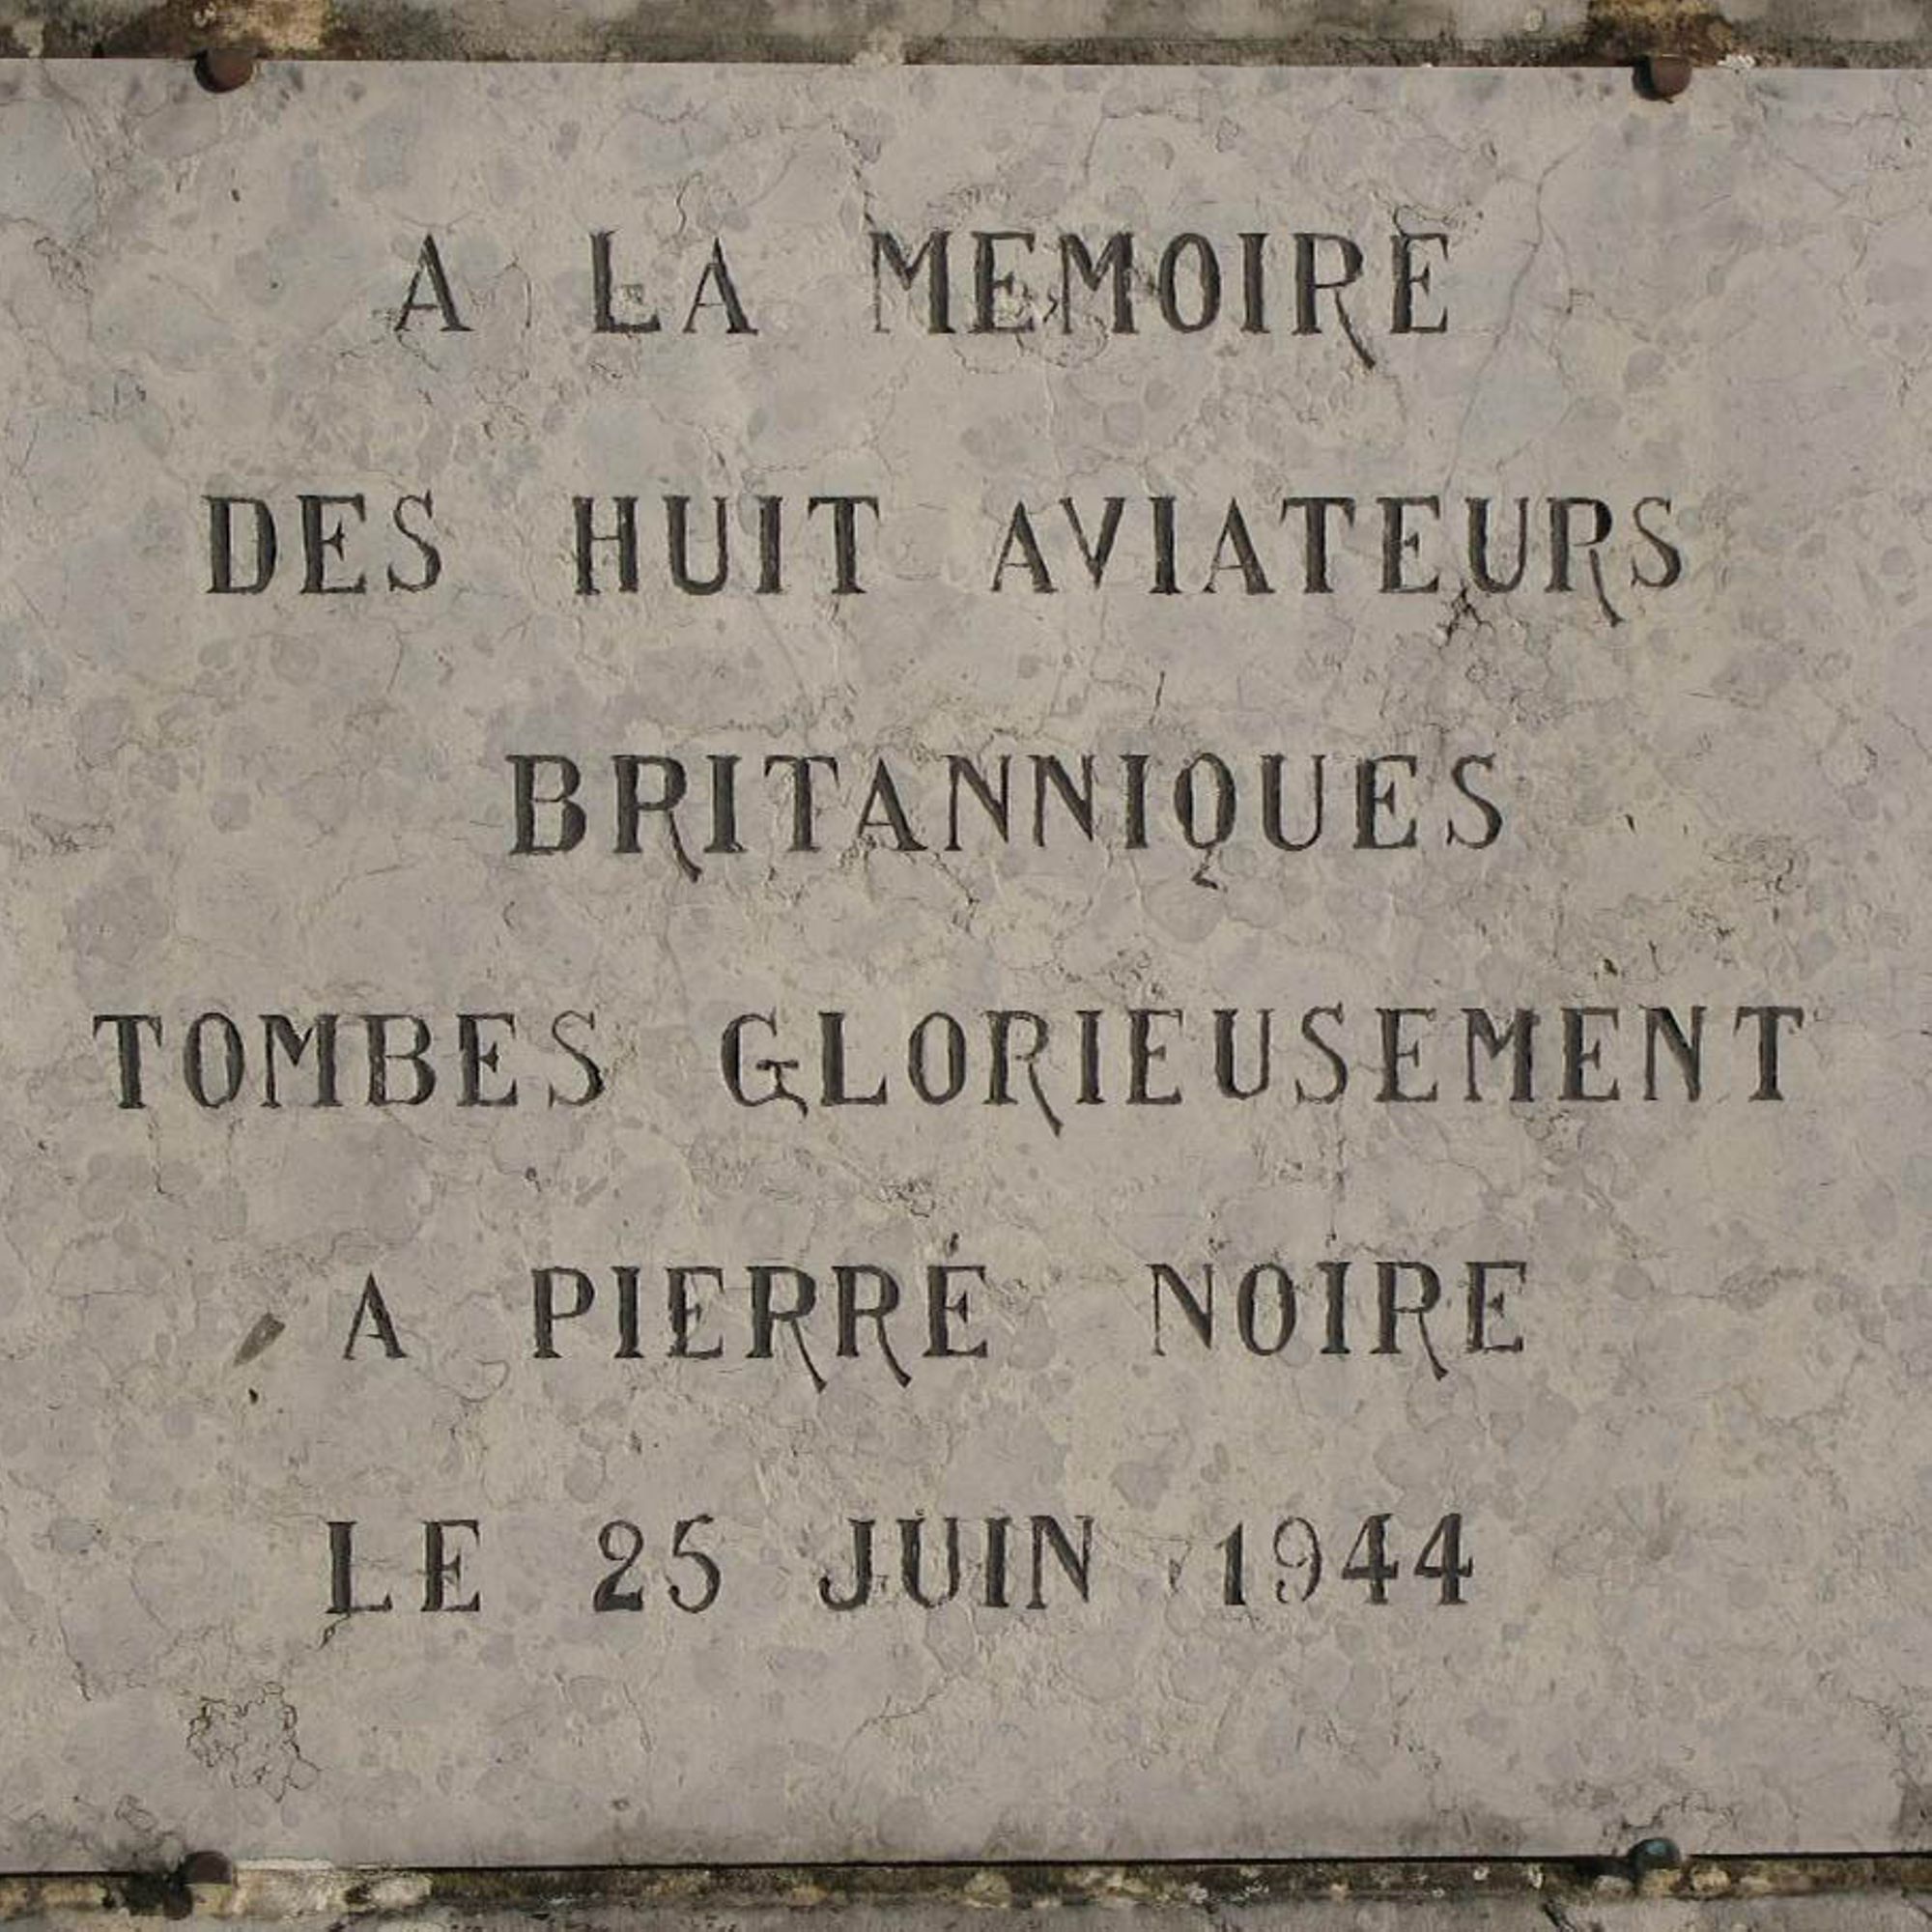 A LA MEMOIRE
DES HUIT AVIATEURS
BRITANNIQUES
TOMBES GLORIEUSEMENT
A PIERRE NOIRE
LE 25 JUIN 1944